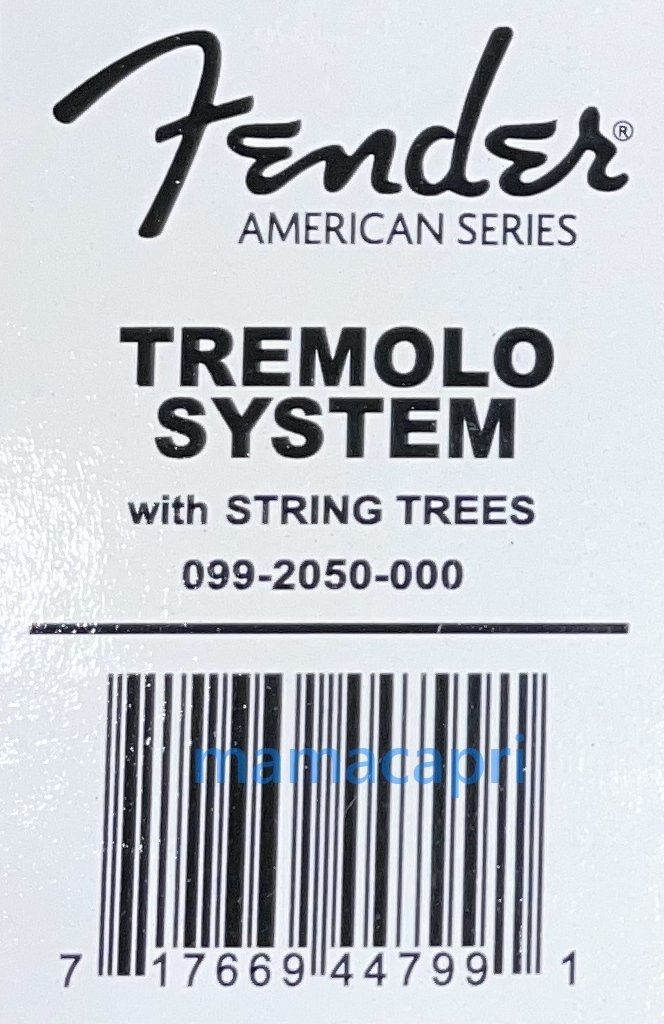 Fender®
AMERICAN SERIES
TREMOLO
SYSTEM
with STRING TREES
099-2050-000
mamacapri
7 17669 44799 1